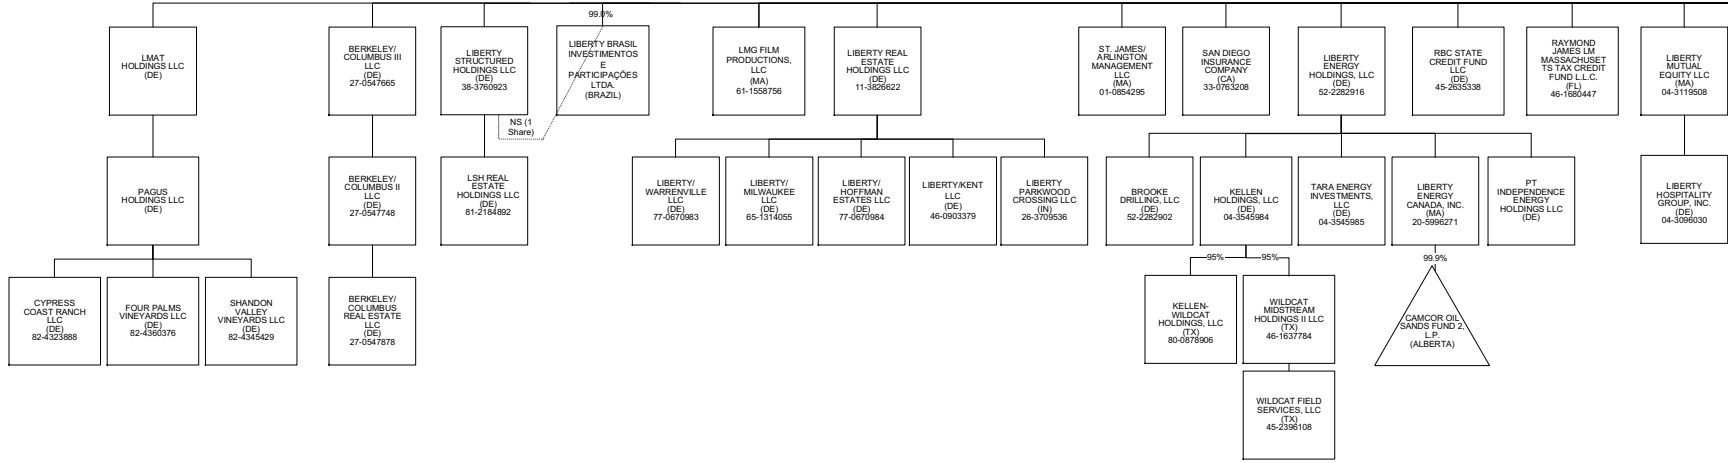 99.0%
LMAT
HOLDINGS LLC
(DE)
BERKELEY/
COLUMBUS III
LLC
(DE)
27-0547665
LIBERTY
STRUCTURED
HOLDINGS LLC
(DE)
38-3760923
LIBERTY BRASIL
INVESTIMENTOS
E
PARTICIPAÇÕES
LTDA.
(BRAZIL)
LMG FILM
PRODUCTIONS,
LLC
(MA)
61-1558756
LIBERTY REAL
ESTATE
HOLDINGS LLC
(DE)
11-3826622
ST. JAMES/
ARLINGTON
MANAGEMENT
LLC
(MA)
01-0854295
SAN DIEGO
INSURANCE
COMPANY
(CA)
33-0763208
LIBERTY
ENERGY
HOLDINGS, LLC
(DE)
52-2282916
RBC STATE
CREDIT FUND
LLC
(DE)
45-2635338
RAYMOND
JAMES LM
MASSACHUSET
TS TAX CREDIT
FUND L.L.C.
(FL)
46-1680447
LIBERTY
MUTUAL
EQUITY LLC
(MA)
04-3119508
NS (1
Share)
PAGUS
HOLDINGS LLC
(DE)
BERKELEY/
COLUMBUS II
LLC
(DE)
27-0547748
LSH REAL
ESTATE
HOLDINGS LLC
(DE)
81-2184892
LIBERTY/
WARRENVILLE
LLC
(DE)
77-0670983
LIBERTY/
MILWAUKEE
LLC
(DE)
65-1314055
LIBERTY/
HOFFMAN
ESTATES LLC
(DE)
77-0670984
LIBERTY/KENT
LLC
(DE)
46-0903379
LIBERTY
PARKWOOD
CROSSING LLC
(IN)
26-3709536
BROOKE
DRILLING, LLC
(DE)
52-2282902
KELLEN
HOLDINGS, LLC
(DE)
04-3545984
TARA ENERGY
INVESTMENTS,
LLC
(DE)
04-3545985
LIBERTY
ENERGY
CANADA, INC.
(MA)
20-5996271
PT
INDEPENDENCE
ENERGY
HOLDINGS LLC
(DE)
LIBERTY
HOSPITALITY
GROUP, INC.
(DE)
04-3096030
95%
95%
99.9%
CYPRESS
COAST RANCH
LLC
(DE)
82-4323888
FOUR PALMS
VINEYARDS LLC
(DE)
82-4360376
SHANDON
VALLEY
VINEYARDS LLC
(DE)
82-4345429
BERKELEY/
COLUMBUS
REAL ESTATE
LLC
(DE)
27-0547878
KELLEN-
WILDCAT
HOLDINGS, LLC
(TX)
80-0878906
WILDCAT
MIDSTREAM
HOLDINGS II LLC
(TX)
46-1637784
CAMCOR OIL
SANDS FUND 2,
L.P.
(ALBERTA)
WILDCAT FIELD
SERVICES, LLC
(TX)
45-2396108